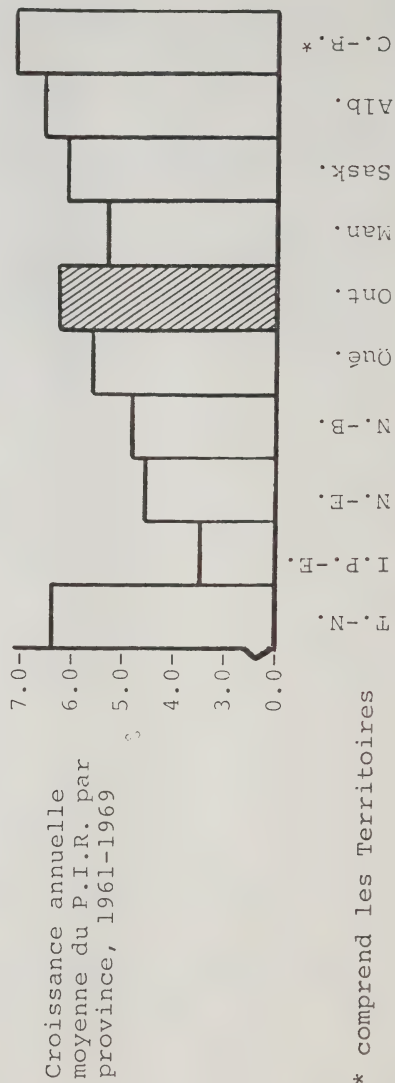 Croissance annuelle
moyenne du P.I.R. par
province, 1961-1969
7.0-
6.0-
5.0-
4.0-
3.0-
0.0-
T.-N.
I.P.-E.
N.-E.
N.-B.
Qué.
Ont.
Man.
Sask.
Alb.
C.-B.*
* comprend les Territoires